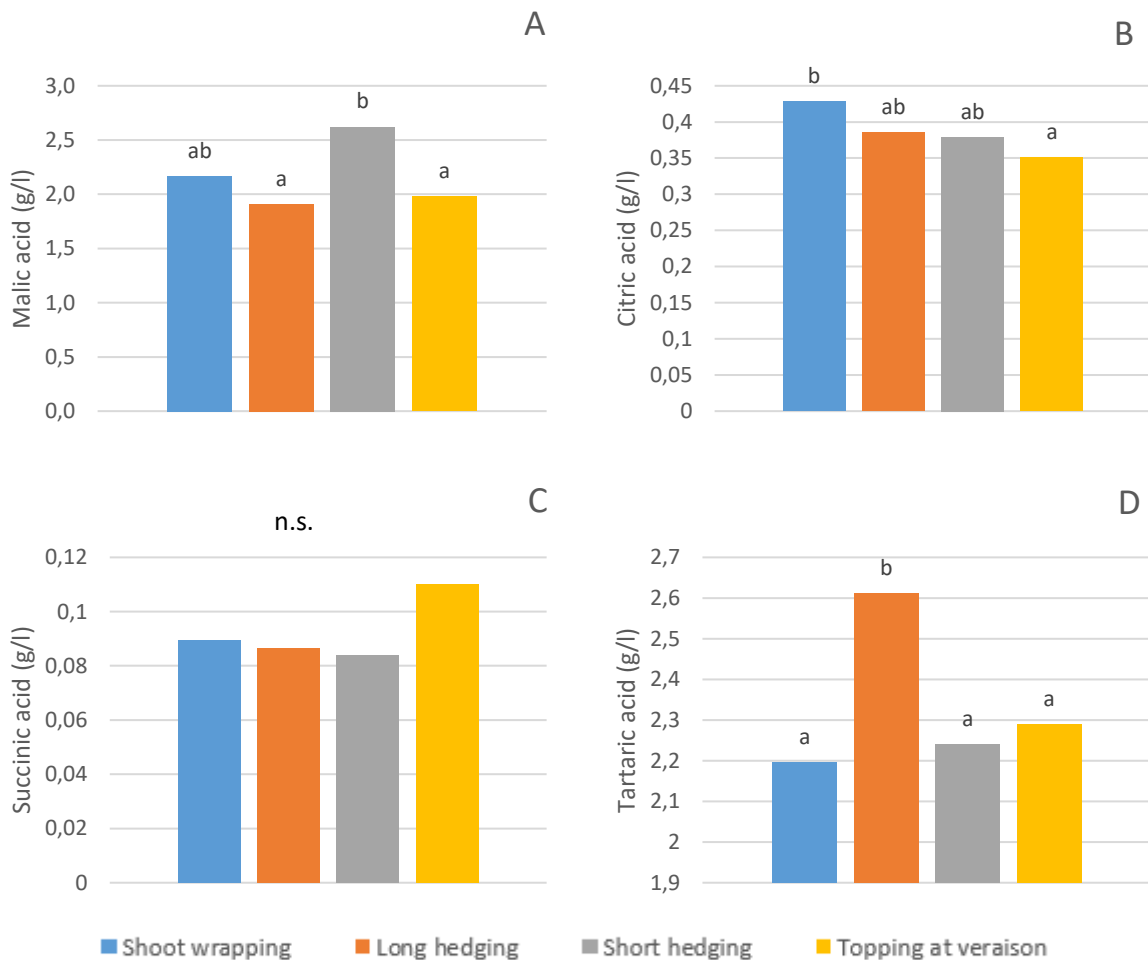 A
Malic acid (g/l)
3,0
2,5
2,0
1,5
1,0
0,5
0,0
ab
a
b
a
B
Citric acid (g/l)
0,45
0,4
0,35
0,3
0,25
0,2
0,15
0,1
0,05
0
b
ab
ab
a
C
n.s.
Succinic acid (g/l)
0,12
0,1
0,08
0,06
0,04
0,02
0
D
Tartaric acid (g/l)
2,7
2,6
2,5
2,4
2,3
2,2
2,1
2
1,9
a
b
a
a
Shoot wrapping Long hedging Short hedging Topping at veraison